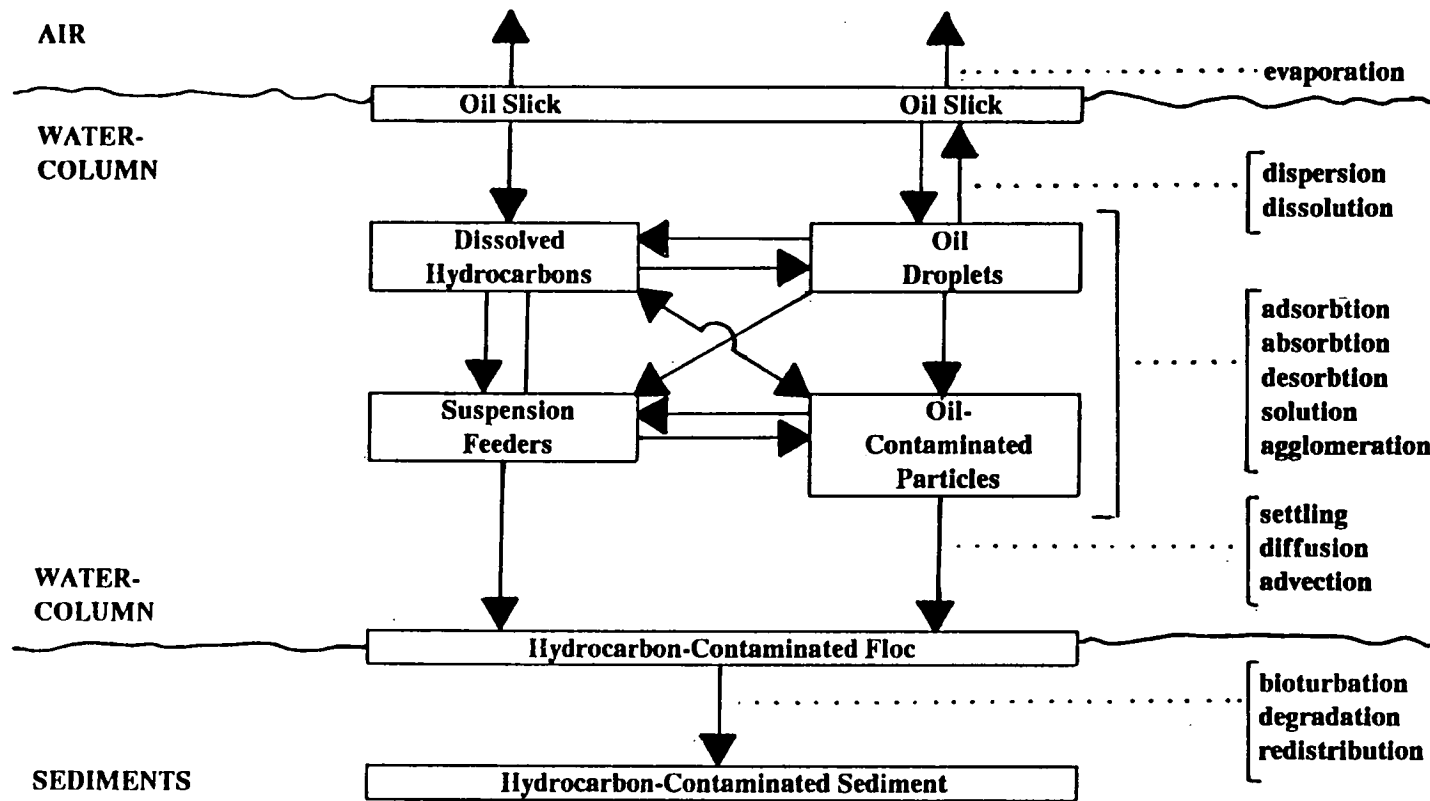 AIR
evaporation
Oil Slick
Oil Slick
WATER-
COLUMN
dispersion
dissolution
Dissolved
Hydrocarbons
Oil
Droplets
adsorbtion
absorbtion
desorbtion
solution
agglomeration
Suspension
Feeders
Oil-
Contaminated
Particles
settling
diffusion
advection
WATER-
COLUMN
Hydrocarbon-Contaminated Floc
bioturbation
degradation
redistribution
SEDIMENTS
Hydrocarbon-Contaminated Sediment